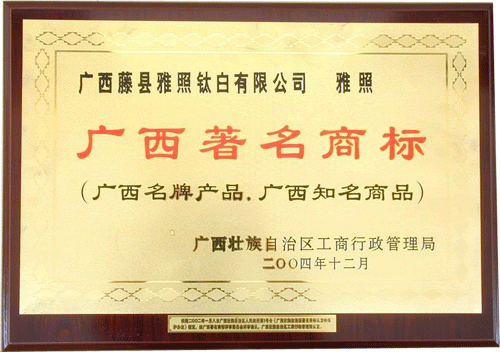 广西藤县雅照钛白有限公司 雅照
广西著名商标
(广西名牌产品.广西知名商品)
广西壮族自治区工商行政管理局
二〇〇四年十二月